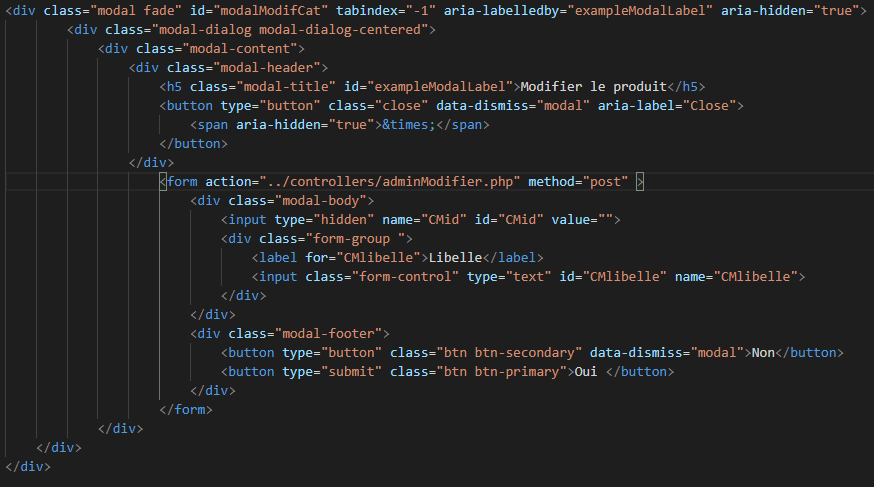 <div class="modal fade" id="modalModifCat" tabindex="-1" aria-labelledby="exampleModalLabel" aria-hidden="true">
<div class="modal-dialog modal-dialog-centered">
<div class="modal-content">
<div class="modal-header">
<h5 class="modal-title" id="exampleModalLabel">Modifier le produit</h5>
<button type="button" class="close" data-dismiss="modal" aria-label="Close">
<span aria-hidden="true">&times;</span>
</button>
</div>
<form action="../controllers/adminModifier.php" method="post" >
<div class="modal-body">
<input type="hidden" name="CMid" id="CMid" value="">
<div class="form-group ">
<label for="CMlibelle">Libelle</label>
<input class="form-control" type="text" id="CMlibelle" name="CMlibelle">
</div>
</div>
<div class="modal-footer">
<button type="button" class="btn btn-secondary" data-dismiss="modal">Non</button>
<button type="submit" class="btn btn-primary">Oui </button>
</div>
</form>
</div>
</div>
</div>